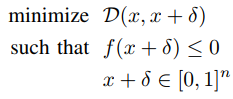 minimize D(x, x + δ)
such that f(x + δ) ≤ 0
x + δ ∈ [0, 1]ⁿ